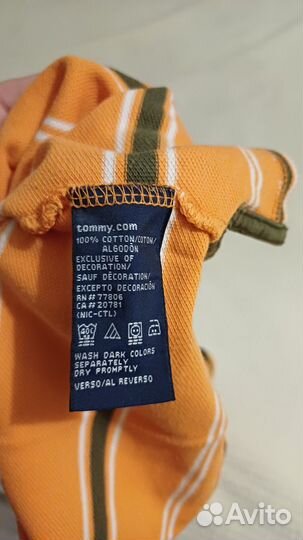 tommy.com
100% COTTON/COTON/
ALGODÓN
EXCLUSIVE OF
DECORATION/
SAUF DÉCORATION/
EXCEPTO DECORACIÓN
RN# 77806
CA# 20781
(NIC-CTL)
WASH DARK COLORS
SEPARATELY
DRY PROMPTLY
VERSO/AL REVERSO
Avito